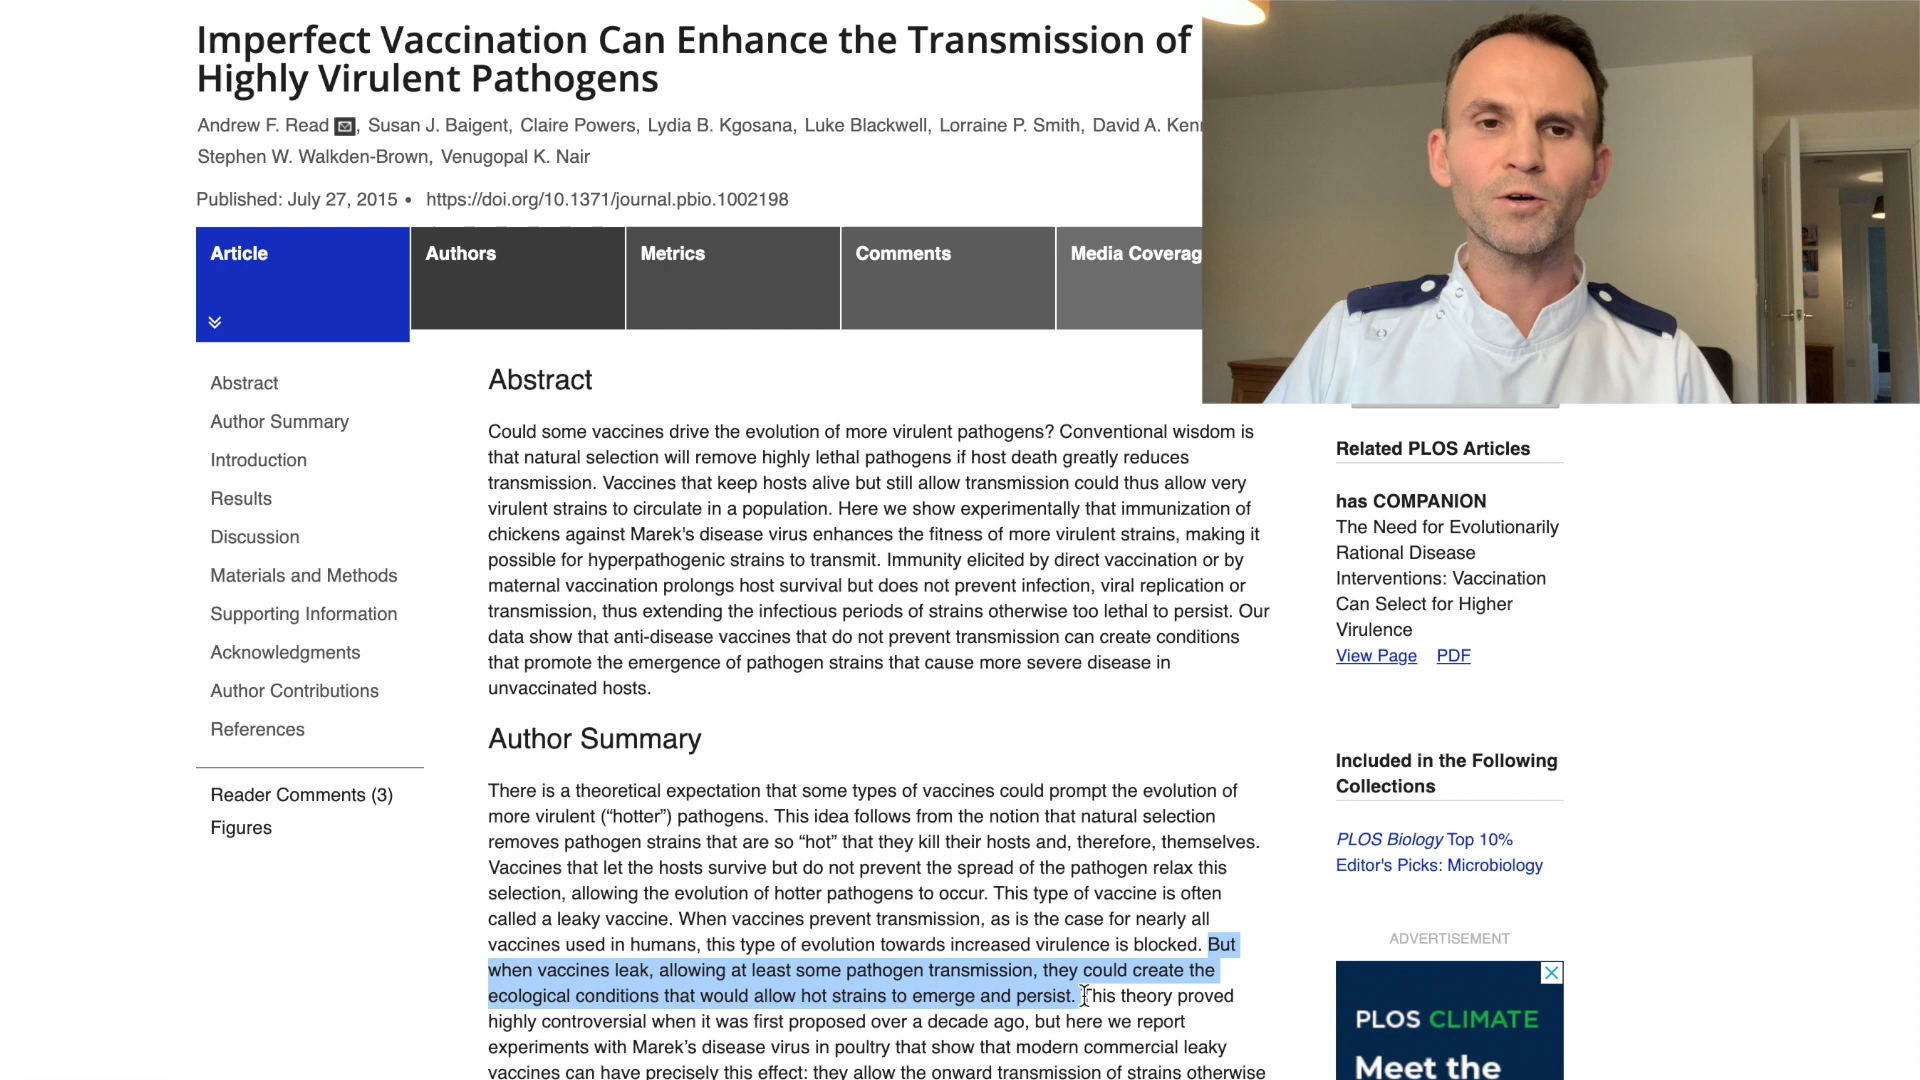 Imperfect Vaccination Can Enhance the Transmission of
Highly Virulent Pathogens
Andrew F. Read, Susan J. Baigent, Claire Powers, Lydia B. Kgosana, Luke Blackwell, Lorraine P. Smith, David A.
Stephen W. Walkden-Brown, Venugopal K. Nair
Published: July 27, 2015 • https://doi.org/10.1371/journal.pbio.1002198
Article
Authors
Metrics
Comments
Media Coverag
Abstract
Author Summary
Introduction
Results
Discussion
Materials and Methods
Supporting Information
Acknowledgments
Author Contributions
References
Reader Comments (3)
Figures
Abstract
Could some vaccines drive the evolution of more virulent pathogens? Conventional wisdom is
that natural selection will remove highly lethal pathogens if host death greatly reduces
transmission. Vaccines that keep hosts alive but still allow transmission could thus allow very
virulent strains to circulate in a population. Here we show experimentally that immunization of
chickens against Marek's disease virus enhances the fitness of more virulent strains, making it
possible for hyperpathogenic strains to transmit. Immunity elicited by direct vaccination or by
maternal vaccination prolongs host survival but does not prevent infection, viral replication or
transmission, thus extending the infectious periods of strains otherwise too lethal to persist. Our
data show that anti-disease vaccines that do not prevent transmission can create conditions
that promote the emergence of pathogen strains that cause more severe disease in
unvaccinated hosts.
Author Summary
There is a theoretical expectation that some types of vaccines could prompt the evolution of
more virulent (“hotter”) pathogens. This idea follows from the notion that natural selection
removes pathogen strains that are so “hot” that they kill their hosts and, therefore, themselves.
Vaccines that let the hosts survive but do not prevent the spread of the pathogen relax this
selection, allowing the evolution of hotter pathogens to occur. This type of vaccine is often
called a leaky vaccine. When vaccines prevent transmission, as is the case for nearly all
vaccines used in humans, this type of evolution towards increased virulence is blocked. But
when vaccines leak, allowing at least some pathogen transmission, they could create the
ecological conditions that would allow hot strains to emerge and persist. This theory proved
highly controversial when it was first proposed over a decade ago, but here we report
experiments with Marek’s disease virus in poultry that show that modern commercial leaky
vaccines can have precisely this effect: they allow the onward transmission of strains otherwise
Related PLOS Articles
has COMPANION
The Need for Evolutionarily
Rational Disease
Interventions: Vaccination
Can Select for Higher
Virulence
View Page PDF
Included in the Following
Collections
PLOS Biology Top 10%
Editor's Picks: Microbiology
ADVERTISEMENT
PLOS CLIMATE
Meet the